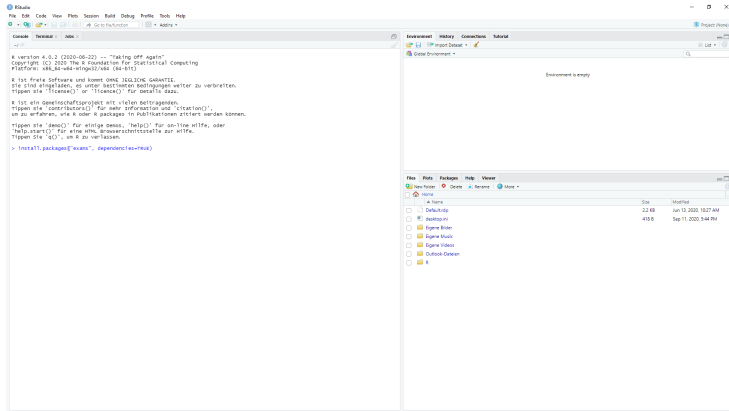 RStudio
File Edit Code View Plots Session Build Debug Profile Tools Help
Go to file/function Addins Project: (None)
Console Terminal Jobs
~/
R version 4.0.2 (2020-06-22) -- "Taking Off Again"
Copyright (C) 2020 The R Foundation for Statistical Computing
Platform: x86_64-w64-mingw32/x64 (64-bit)
R ist freie Software und kommt OHNE JEGLICHE GARANTIE.
Sie sind eingeladen, es unter bestimmten Bedingungen weiter zu verbreiten.
Tippen Sie 'license()' or 'licence()' für Details dazu.
R ist ein Gemeinschaftsprojekt mit vielen Beitragenden.
Tippen Sie 'contributors()' für mehr Information und 'citation()',
um zu erfahren, wie R oder R packages in Publikationen zitiert werden können.
Tippen Sie 'demo()' für einige Demos, 'help()' für on-line Hilfe, oder
'help.start()' für eine HTML Browserschnittstelle zur Hilfe.
Tippen Sie 'q()', um R zu verlassen.
> install.packages("exams", dependencies=TRUE)
Environment History Connections Tutorial
Import Dataset List
Global Environment
Environment is empty
Files Plots Packages Help Viewer
New Folder Delete Rename More
Home
Name Size Modified
Default.rdp 2.2 KB Jun 13, 2020, 10:27 AM
desktop.ini 418 B Sep 11, 2020, 9:44 PM
Eigene Bilder
Eigene Musik
Eigene Videos
Outlook-Dateien
R